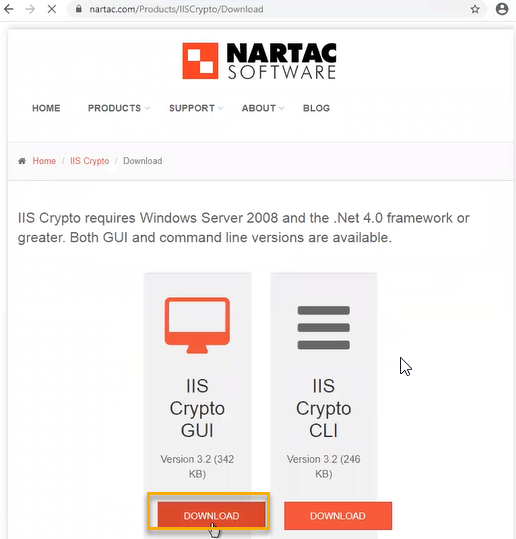 nartac.com/Products/IISCrypto/Download
NARTAC
SOFTWARE
HOME PRODUCTS SUPPORT ABOUT BLOG
Home / IIS Crypto / Download
IIS Crypto requires Windows Server 2008 and the .Net 4.0 framework or
greater. Both GUI and command line versions are available.
IIS
Crypto
GUI
Version 3.2 (342
KB)
DOWNLOAD
IIS
Crypto
CLI
Version 3.2 (246
KB)
DOWNLOAD